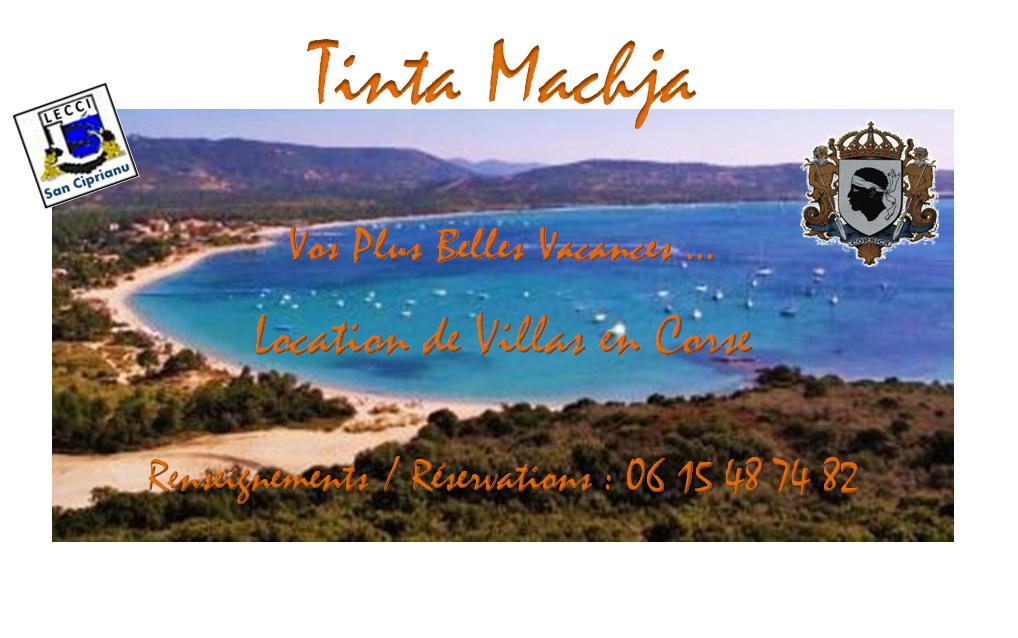 Tinta Machja
LECCI
San Ciprianu
Vos Plus Belles Vacances ...
Location de Villas en Corse
Renseignements / Réservations : 06 15 48 74 82